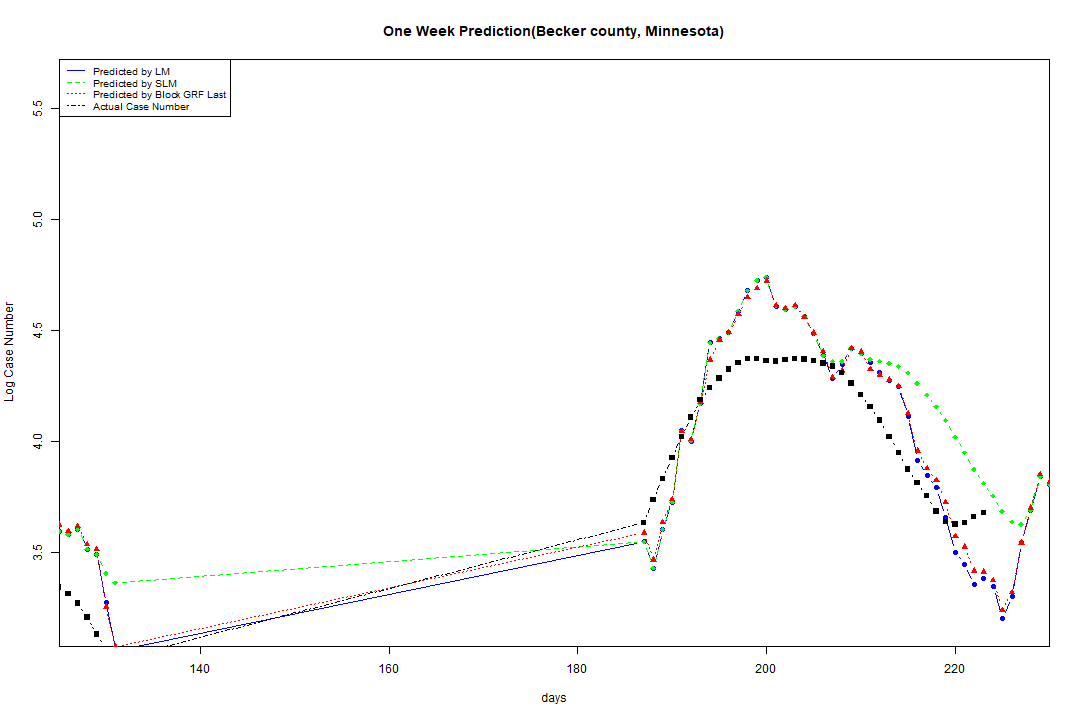 One Week Prediction(Becker county, Minnesota)
Predicted by LM
Predicted by SLM
Predicted by Block GRF Last
Actual Case Number
5.5
5.0
4.5
4.0
3.5
Log Case Number
140
160
180
200
220
days